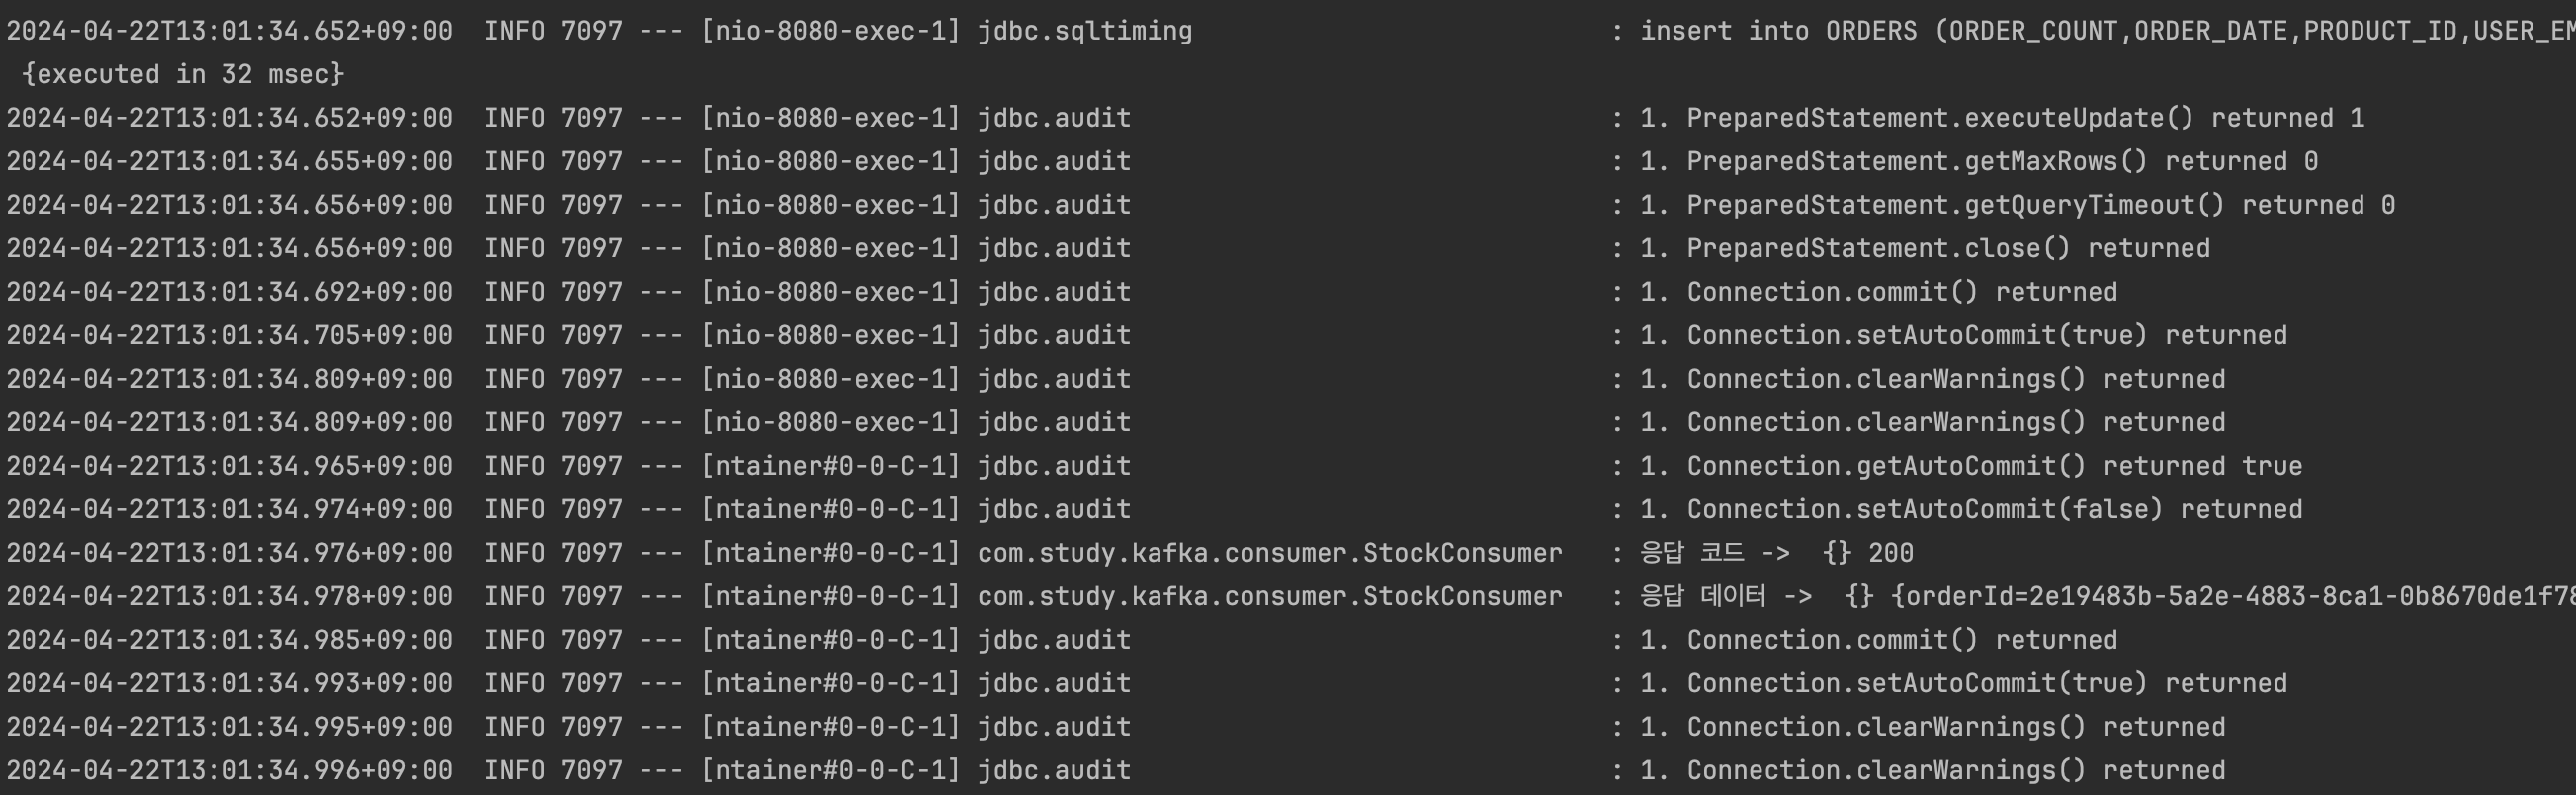 2024-04-22T13:01:34.652+09:00  INFO 7097 --- [nio-8080-exec-1] jdbc.sqltiming                           : insert into ORDERS (ORDER_COUNT,ORDER_DATE,PRODUCT_ID,USER_EM
 {executed in 32 msec}
2024-04-22T13:01:34.652+09:00  INFO 7097 --- [nio-8080-exec-1] jdbc.audit                               : 1. PreparedStatement.executeUpdate() returned 1
2024-04-22T13:01:34.655+09:00  INFO 7097 --- [nio-8080-exec-1] jdbc.audit                               : 1. PreparedStatement.getMaxRows() returned 0
2024-04-22T13:01:34.656+09:00  INFO 7097 --- [nio-8080-exec-1] jdbc.audit                               : 1. PreparedStatement.getQueryTimeout() returned 0
2024-04-22T13:01:34.656+09:00  INFO 7097 --- [nio-8080-exec-1] jdbc.audit                               : 1. PreparedStatement.close() returned
2024-04-22T13:01:34.692+09:00  INFO 7097 --- [nio-8080-exec-1] jdbc.audit                               : 1. Connection.commit() returned
2024-04-22T13:01:34.705+09:00  INFO 7097 --- [nio-8080-exec-1] jdbc.audit                               : 1. Connection.setAutoCommit(true) returned
2024-04-22T13:01:34.809+09:00  INFO 7097 --- [nio-8080-exec-1] jdbc.audit                               : 1. Connection.clearWarnings() returned
2024-04-22T13:01:34.809+09:00  INFO 7097 --- [nio-8080-exec-1] jdbc.audit                               : 1. Connection.clearWarnings() returned
2024-04-22T13:01:34.965+09:00  INFO 7097 --- [ntainer#0-0-C-1] jdbc.audit                               : 1. Connection.getAutoCommit() returned true
2024-04-22T13:01:34.974+09:00  INFO 7097 --- [ntainer#0-0-C-1] jdbc.audit                               : 1. Connection.setAutoCommit(false) returned
2024-04-22T13:01:34.976+09:00  INFO 7097 --- [ntainer#0-0-C-1] com.study.kafka.consumer.StockConsumer   : 응답 코드 ->  {} 200
2024-04-22T13:01:34.978+09:00  INFO 7097 --- [ntainer#0-0-C-1] com.study.kafka.consumer.StockConsumer   : 응답 데이터 ->  {} {orderId=2e19483b-5a2e-4883-8ca1-0b8670de1f78
2024-04-22T13:01:34.985+09:00  INFO 7097 --- [ntainer#0-0-C-1] jdbc.audit                               : 1. Connection.commit() returned
2024-04-22T13:01:34.993+09:00  INFO 7097 --- [ntainer#0-0-C-1] jdbc.audit                               : 1. Connection.setAutoCommit(true) returned
2024-04-22T13:01:34.995+09:00  INFO 7097 --- [ntainer#0-0-C-1] jdbc.audit                               : 1. Connection.clearWarnings() returned
2024-04-22T13:01:34.996+09:00  INFO 7097 --- [ntainer#0-0-C-1] jdbc.audit                               : 1. Connection.clearWarnings() returned